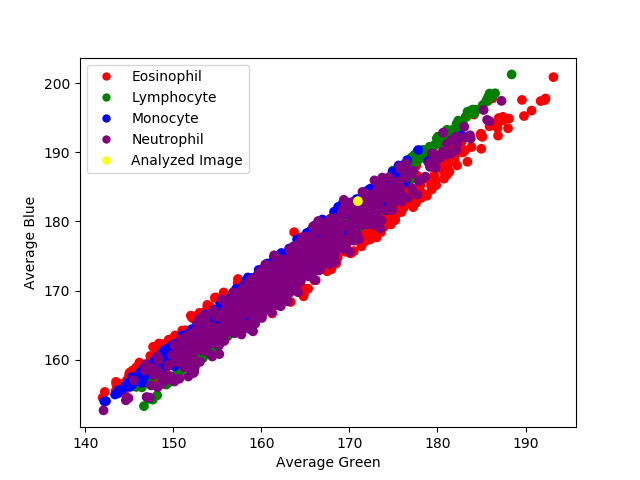 Eosinophil
Lymphocyte
Monocyte
Neutrophil
Analyzed Image
200
190
180
170
160
Average Blue
140
150
160
170
180
190
Average Green